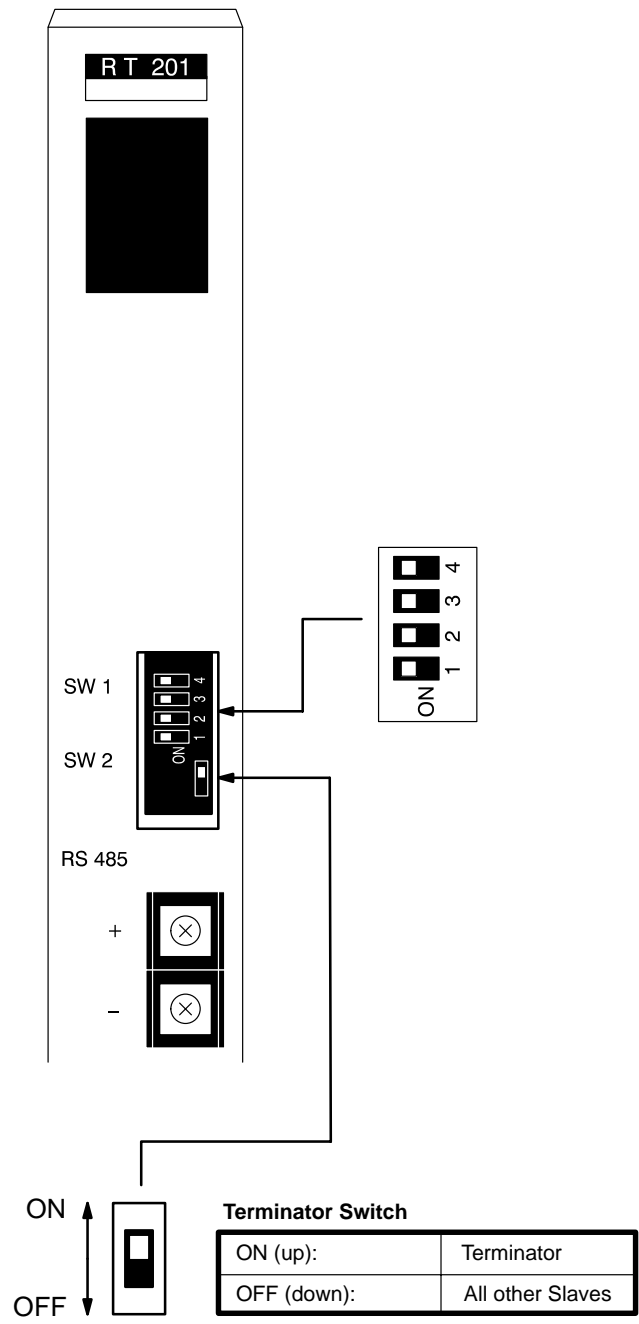 RT 201
4
3
2
1
ON
SW 1
4
3
2
1
ON
SW 2
RS 485
+
–
ON
OFF
Terminator Switch
ON (up): Terminator
OFF (down): All other Slaves